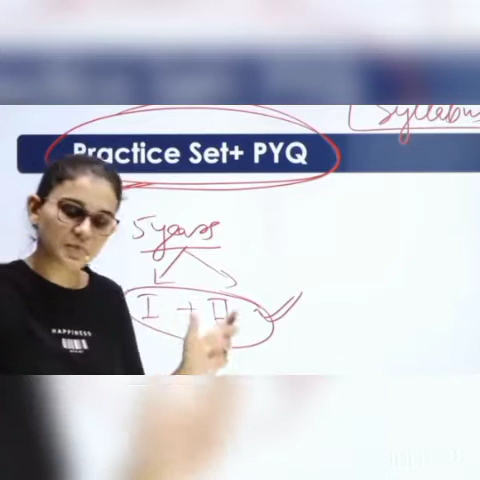 Syllabus
Practice Set+ PYQ
5 years
I + II
HAPPINESS